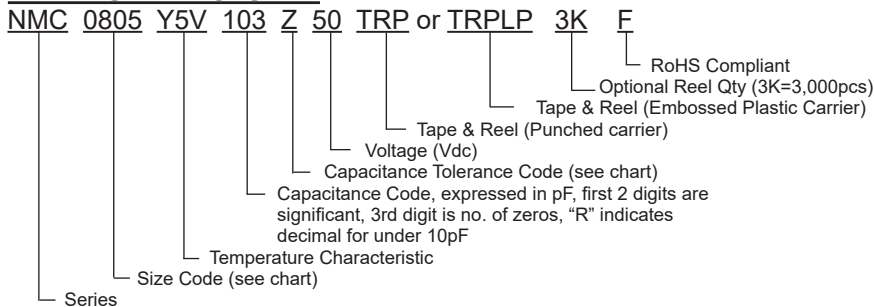 NMC 0805 Y5V 103 Z 50 TRP or TRPLP 3K F
RoHS Compliant
Optional Reel Qty (3K=3,000pcs)
Tape & Reel (Embossed Plastic Carrier)
Tape & Reel (Punched carrier)
Voltage (Vdc)
Capacitance Tolerance Code (see chart)
Capacitance Code, expressed in pF, first 2 digits are
significant, 3rd digit is no. of zeros, “R” indicates
decimal for under 10pF
Temperature Characteristic
Size Code (see chart)
Series